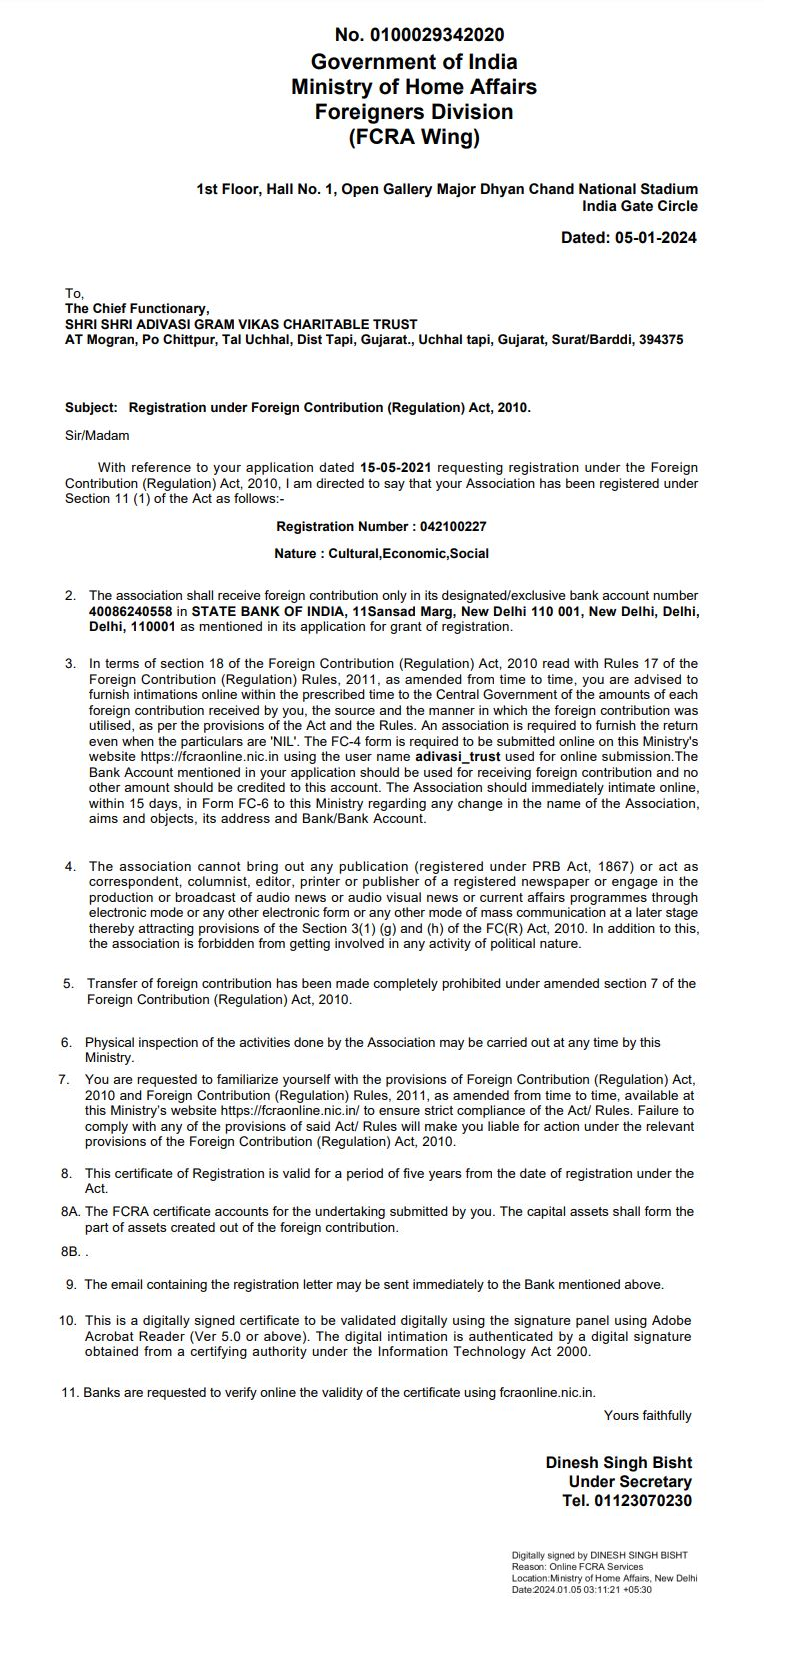 No. 0100029342020
Government of India
Ministry of Home Affairs
Foreigners Division
(FCRA Wing)
1st Floor, Hall No. 1, Open Gallery Major Dhyan Chand National Stadium
India Gate Circle
Dated: 05-01-2024
To,
The Chief Functionary,
SHRI SHRI ADIVASI GRAM VIKAS CHARITABLE TRUST
AT Mogran, Po Chittpur, Tal Uchhal, Dist Tapi, Gujarat., Uchhal tapi, Gujarat, Surat/Barddi, 394375
Subject: Registration under Foreign Contribution (Regulation) Act, 2010.
Sir/Madam
With reference to your application dated 15-05-2021 requesting registration under the Foreign
Contribution (Regulation) Act, 2010, I am directed to say that your Association has been registered under
Section 11 (1) of the Act as follows:-
Registration Number : 042100227
Nature : Cultural,Economic,Social
2. The association shall receive foreign contribution only in its designated/exclusive bank account number
40086240558 in STATE BANK OF INDIA, 11Sansad Marg, New Delhi 110 001, New Delhi, Delhi,
Delhi, 110001 as mentioned in its application for grant of registration.
3. In terms of section 18 of the Foreign Contribution (Regulation) Act, 2010 read with Rules 17 of the
Foreign Contribution (Regulation) Rules, 2011, as amended from time to time, you are advised to
furnish intimations online within the prescribed time to the Central Government of the amounts of each
foreign contribution received by you, the source and the manner in which the foreign contribution was
utilised, as per the provisions of the Act and the Rules. An association is required to furnish the return
even when the particulars are 'NIL'. The FC-4 form is required to be submitted online on this Ministry's
website https://fcraonline.nic.in using the user name adivasi_trust used for online submission.The
Bank Account mentioned in your application should be used for receiving foreign contribution and no
other amount should be credited to this account. The Association should immediately intimate online,
within 15 days, in Form FC-6 to this Ministry regarding any change in the name of the Association,
aims and objects, its address and Bank/Bank Account.
4. The association cannot bring out any publication (registered under PRB Act, 1867) or act as
correspondent, columnist, editor, printer or publisher of a registered newspaper or engage in the
production or broadcast of audio news or audio visual news or current affairs programmes through
electronic mode or any other electronic form or any other mode of mass communication at a later stage
thereby attracting provisions of the Section 3(1) (g) and (h) of the FC(R) Act, 2010. In addition to this,
the association is forbidden from getting involved in any activity of political nature.
5. Transfer of foreign contribution has been made completely prohibited under amended section 7 of the
Foreign Contribution (Regulation) Act, 2010.
6. Physical inspection of the activities done by the Association may be carried out at any time by this
Ministry.
7. You are requested to familiarize yourself with the provisions of Foreign Contribution (Regulation) Act,
2010 and Foreign Contribution (Regulation) Rules, 2011, as amended from time to time, available at
this Ministry's website https://fcraonline.nic.in/ to ensure strict compliance of the Act/ Rules. Failure to
comply with any of the provisions of said Act/ Rules will make you liable for action under the relevant
provisions of the Foreign Contribution (Regulation) Act, 2010.
8. This certificate of Registration is valid for a period of five years from the date of registration under the
Act.
8A. The FCRA certificate accounts for the undertaking submitted by you. The capital assets shall form the
part of assets created out of the foreign contribution.
8B. .
9. The email containing the registration letter may be sent immediately to the Bank mentioned above.
10. This is a digitally signed certificate to be validated digitally using the signature panel using Adobe
Acrobat Reader (Ver 5.0 or above). The digital intimation is authenticated by a digital signature
obtained from a certifying authority under the Information Technology Act 2000.
11. Banks are requested to verify online the validity of the certificate using fcraonline.nic.in.
Yours faithfully
Dinesh Singh Bisht
Under Secretary
Tel. 01123070230
Digitally signed by DINESH SINGH BISHT
Reason: Online FCRA Services
Location:Ministry of Home Affairs, New Delhi
Date:2024.01.05 03:11:21 +05:30